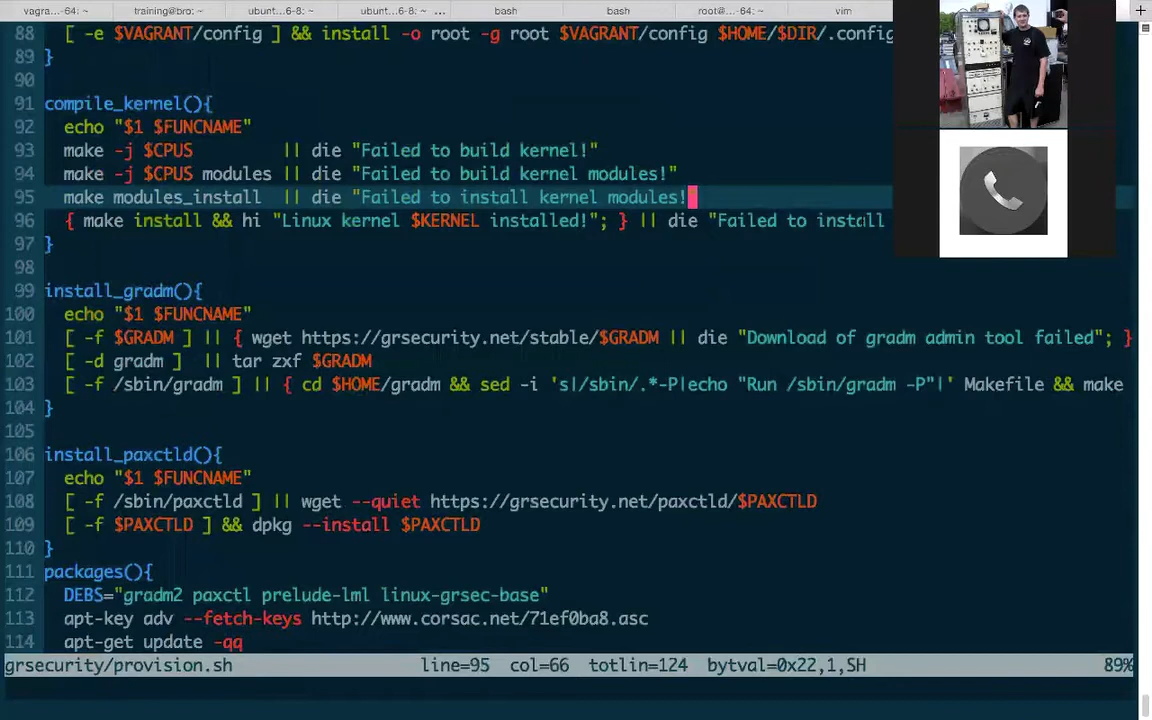 vagra...-64: ~ training@bro: ~ ubunt...6-8: ~ ubunt...6-8: ~ ... bash bash root@...-64: ~ vim
88 [ -e $VAGRANT/config ] && install -o root -g root $VAGRANT/config $HOME/$DIR/.config
89 }
90
91 compile_kernel(){
92 echo "$1 $FUNCNAME"
93 make -j $CPUS || die "Failed to build kernel!"
94 make -j $CPUS modules || die "Failed to build kernel modules!"
95 make modules_install || die "Failed to install kernel modules!
96 { make install && hi "Linux kernel $KERNEL installed!"; } || die "Failed to install
97 }
98
99 install_gradm(){
100 echo "$1 $FUNCNAME"
101 [ -f $GRADM ] || { wget https://grsecurity.net/stable/$GRADM || die "Download of gradm admin tool failed"; }
102 [ -d gradm ] || tar zxf $GRADM
103 [ -f /sbin/gradm ] || { cd $HOME/gradm && sed -i 's|/sbin/.*-P|echo "Run /sbin/gradm -P"|' Makefile && make
104 }
105
106 install_paxctld(){
107 echo "$1 $FUNCNAME"
108 [ -f /sbin/paxctld ] || wget --quiet https://grsecurity.net/paxctld/$PAXCTLD
109 [ -f $PAXCTLD ] && dpkg --install $PAXCTLD
110 }
111 packages(){
112 DEBS="gradm2 paxctl prelude-lml linux-grsec-base"
113 apt-key adv --fetch-keys http://www.corsac.net/71ef0ba8.asc
114 apt-get update -qq
grsecurity/provision.sh line=95 col=66 totlin=124 bytval=0x22,1,SH 89%